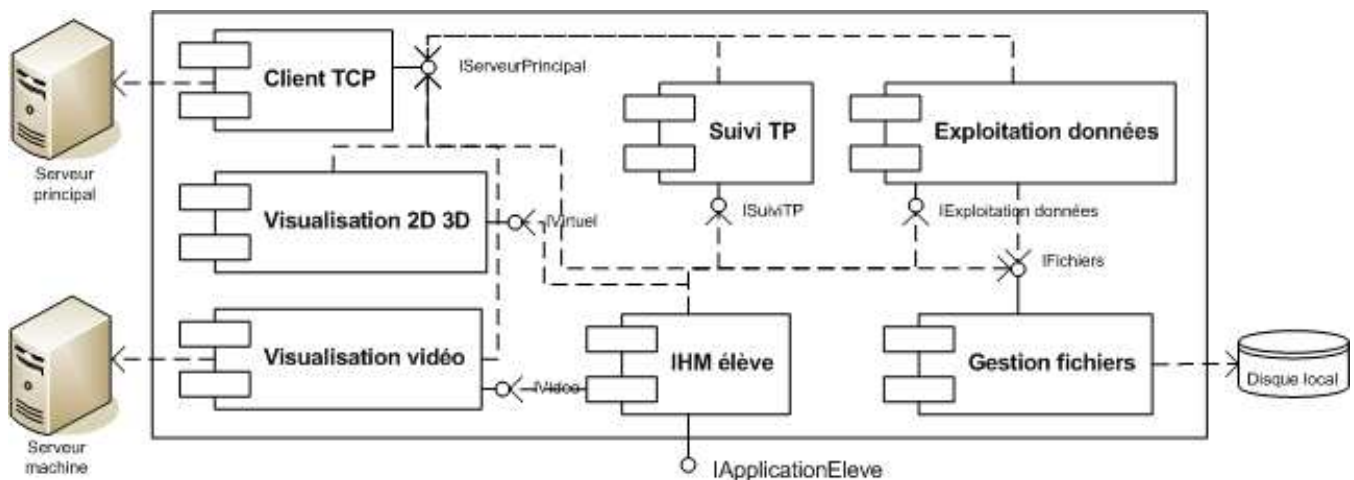 Client TCP
IServeurPrincipal
Suivi TP
Exploitation données
Serveur
principal
Visualisation 2D 3D
IVirtuel
ISuiviTP
IExploitation données
IFichiers
Visualisation vidéo
IVideo
IHM élève
Gestion fichiers
Disque local
Serveur
machine
IApplicationEleve